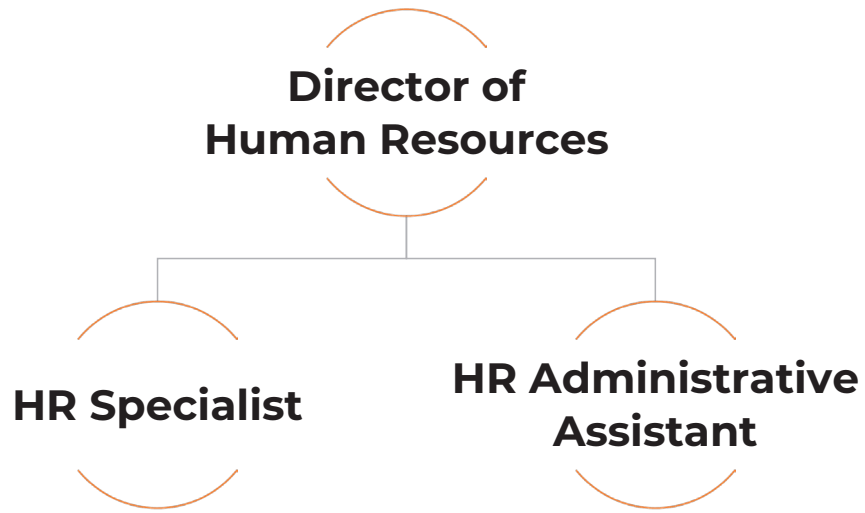 Director of
Human Resources
HR Specialist
HR Administrative
Assistant